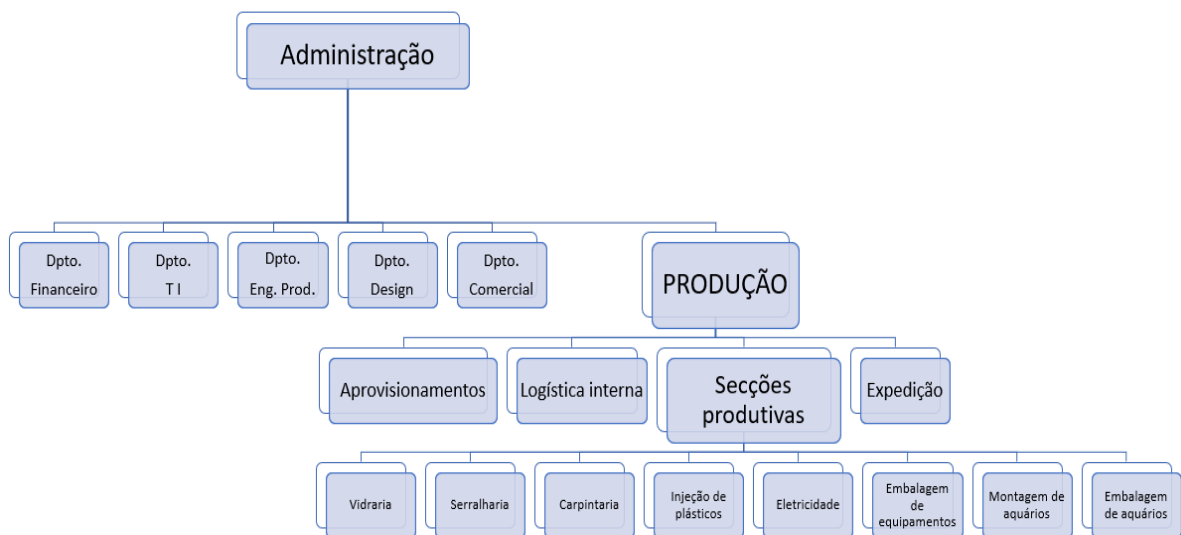 Administração
Dpto.
Financeiro
Dpto.
T I
Dpto.
Eng. Prod.
Dpto.
Design
Dpto.
Comercial
PRODUÇÃO
Aprovisionamentos
Logística interna
Secções
produtivas
Expedição
Vidraria
Serralharia
Carpintaria
Injeção de
plásticos
Eletricidade
Embalagem
de
equipamentos
Montagem de
aquários
Embalagem
de aquários